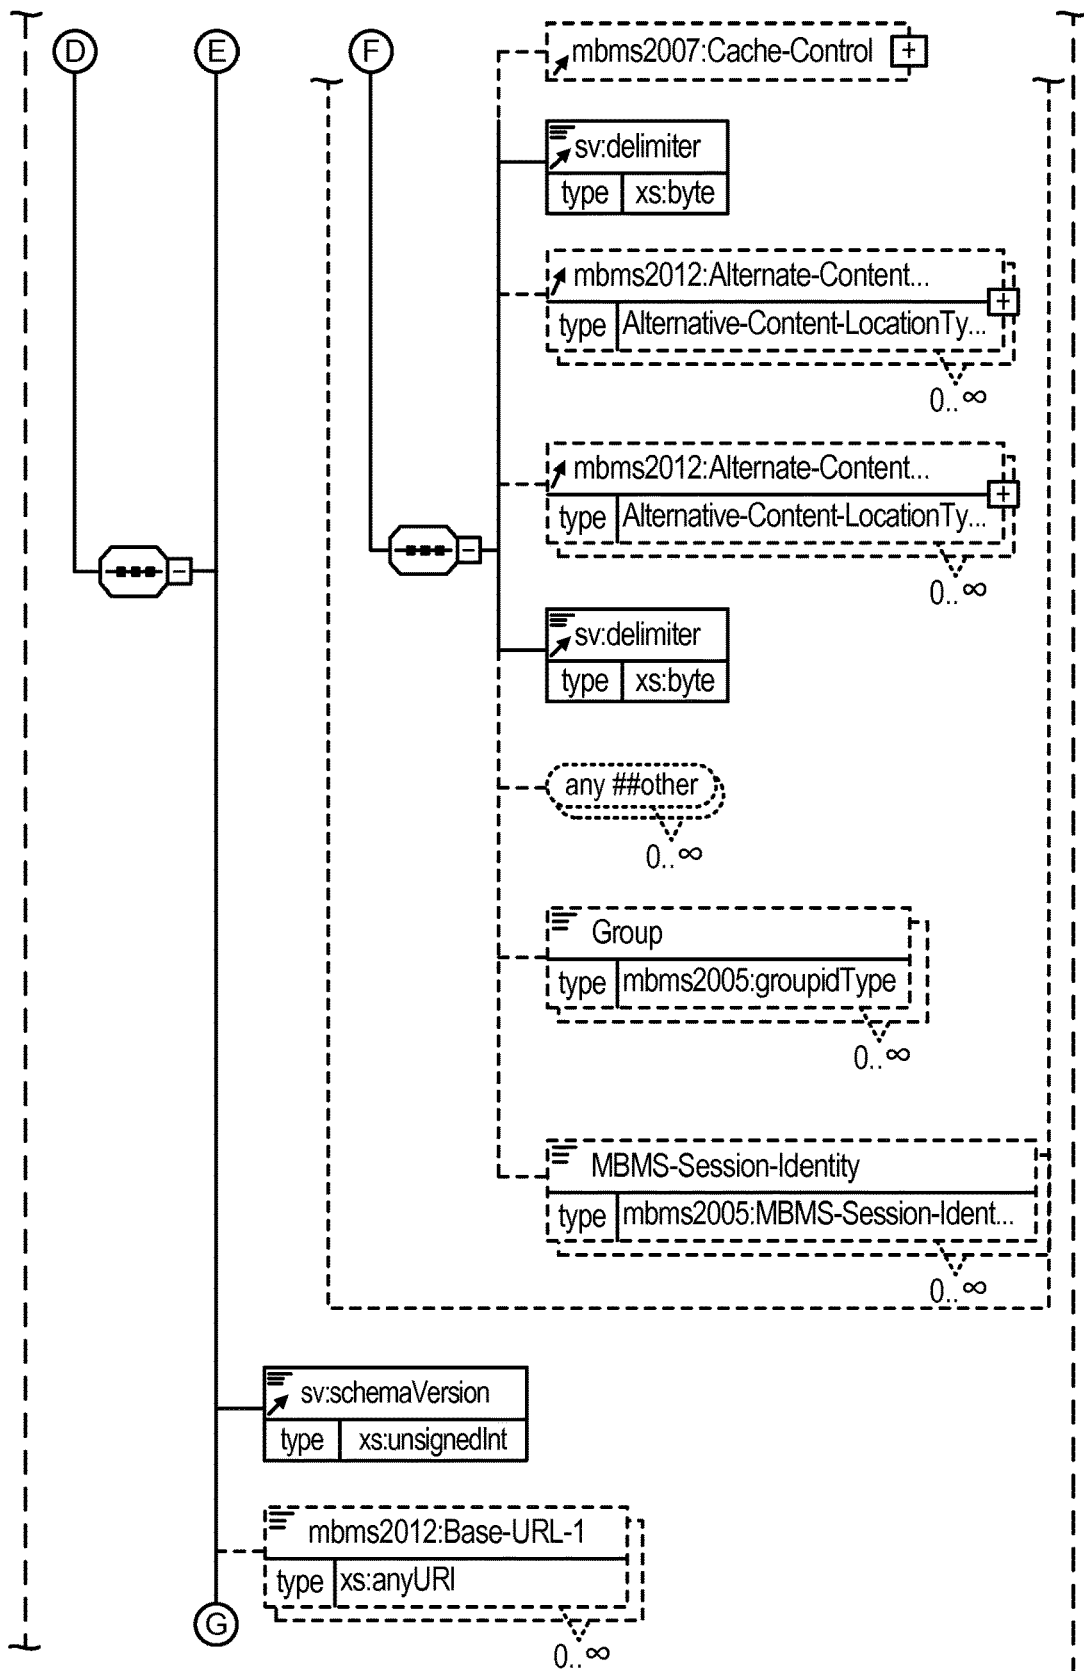 D E F
mbms2007:Cache-Control +
sv:delimiter
type xs:byte
mbms2012:Alternate-Content...
+
type Alternative-Content-LocationTy...
0..∞
mbms2012:Alternate-Content...
+
type Alternative-Content-LocationTy...
0..∞
sv:delimiter
type xs:byte
any ##other
0..∞
Group
type mbms2005:groupidType
0..∞
MBMS-Session-Identity
type mbms2005:MBMS-Session-Ident...
0..∞
sv:schemaVersion
type xs:unsignedInt
mbms2012:Base-URL-1
type xs:anyURI
G
0..∞